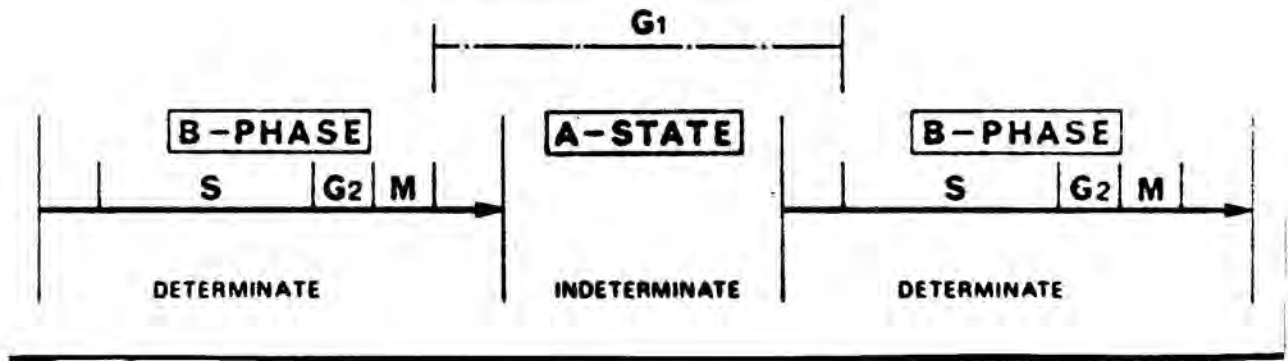 G1
B-PHASE A-STATE B-PHASE
S G2 M S G2 M
DETERMINATE INDETERMINATE DETERMINATE